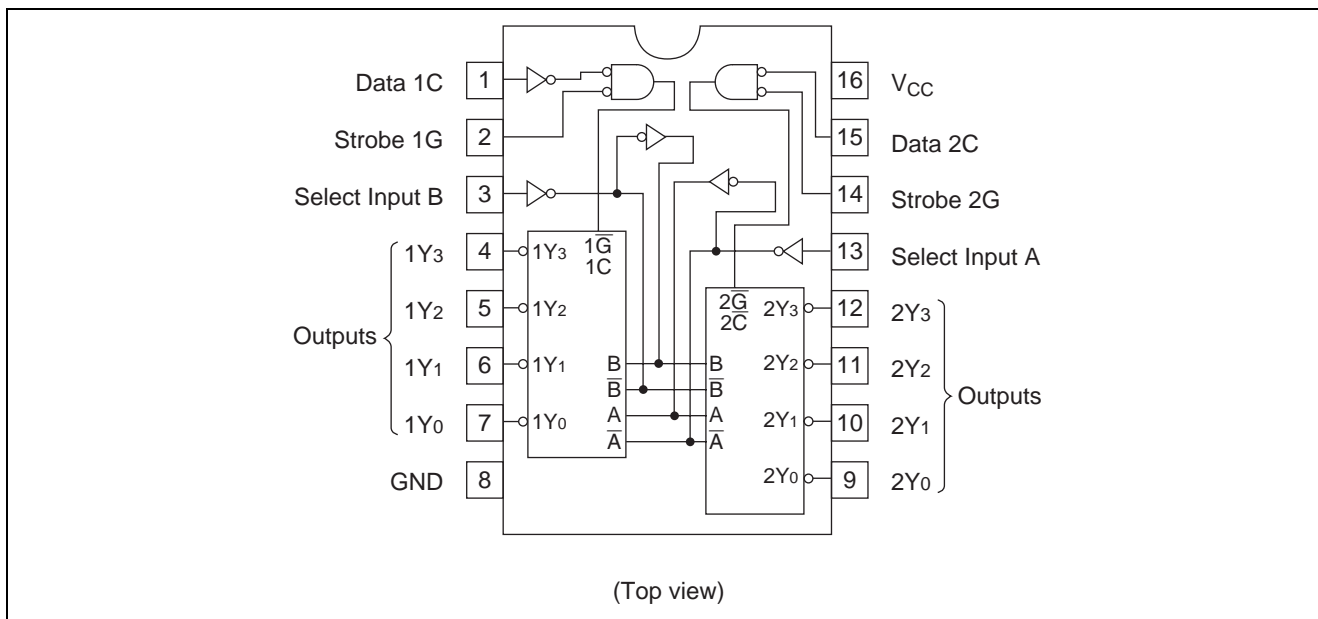 Data 1C 1
Strobe 1G 2
Select Input B 3
1Y3 4 1Y3
1Y2 5 1Y2
1Y1 6 1Y1
1Y0 7 1Y0
GND 8
Outputs
1G̅
1C
B
B̅
A
A̅
16 VCC
15 Data 2C
14 Strobe 2G
13 Select Input A
2G̅
2C̅
2Y3 12 2Y3
B 2Y2 11 2Y2
B̅
A 2Y1 10 2Y1
A̅
2Y0 9 2Y0
Outputs
(Top view)